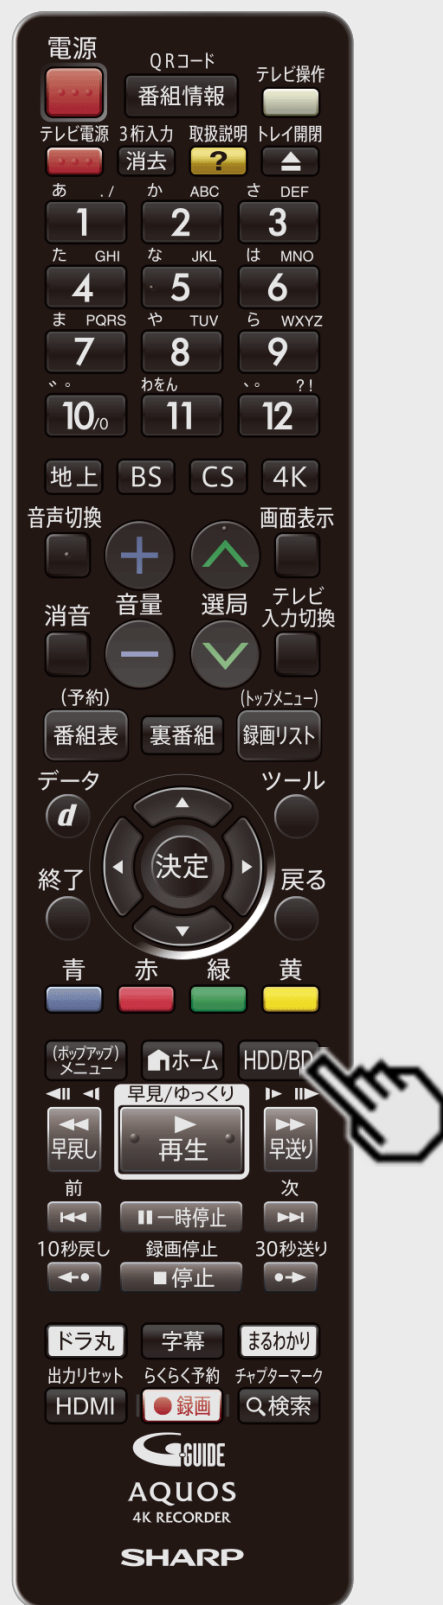 電源
QRコード
番組情報
テレビ操作
テレビ電源 3桁入力 取扱説明 トレイ開閉
消去 ?
あ ./ か ABC さ DEF
1 2 3
た GHI な JKL は MNO
4 5 6
ま PQRS や TUV ら WXYZ
7 8 9
゛゜ わをん 、。 ?!
10/0 11 12
地上 BS CS 4K
音声切換 画面表示
消音 音量 選局 テレビ
入力切換
(予約) (トップメニュー)
番組表 裏番組 録画リスト
データ ツール
d
決定
終了 戻る
青 赤 緑 黄
(ポップアップ)
メニュー ホーム HDD/BD
早見/ゆっくり
早戻し 再生 早送り
前 次
一時停止
10秒戻し 録画停止 30秒送り
停止
ドラ丸 字幕 まるわかり
出力リセット らくらく予約 チャプターマーク
HDMI 録画 検索
G-GUIDE
AQUOS
4K RECORDER
SHARP